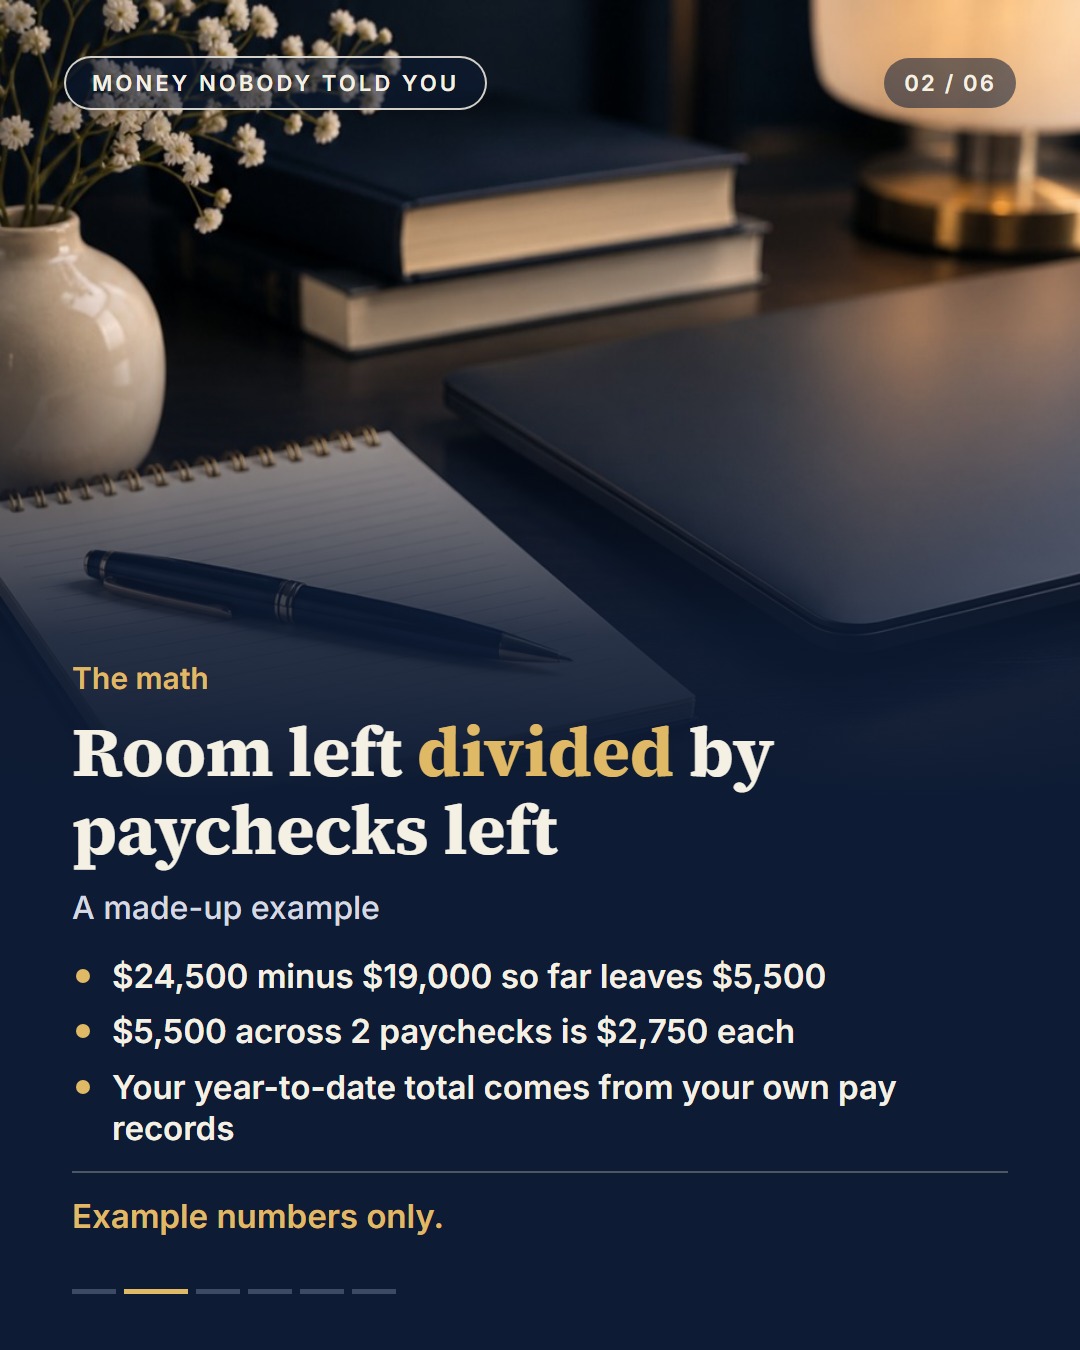 MONEY NOBODY TOLD YOU
02 / 06
The math
Room left divided by
paychecks left
A made-up example
• $24,500 minus $19,000 so far leaves $5,500
• $5,500 across 2 paychecks is $2,750 each
• Your year-to-date total comes from your own pay
records
Example numbers only.